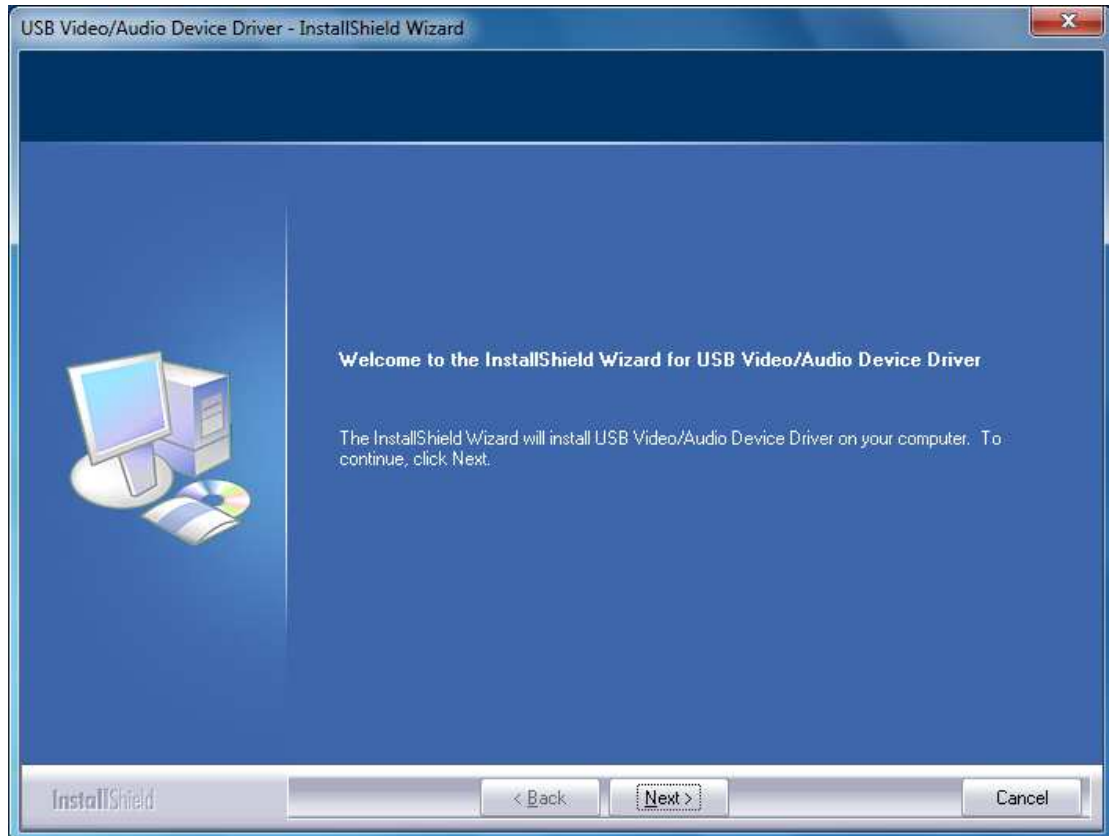 USB Video/Audio Device Driver - InstallShield Wizard
Welcome to the InstallShield Wizard for USB Video/Audio Device Driver
The InstallShield Wizard will install USB Video/Audio Device Driver on your computer. To
continue, click Next.
InstallShield
< Back
Next >
Cancel